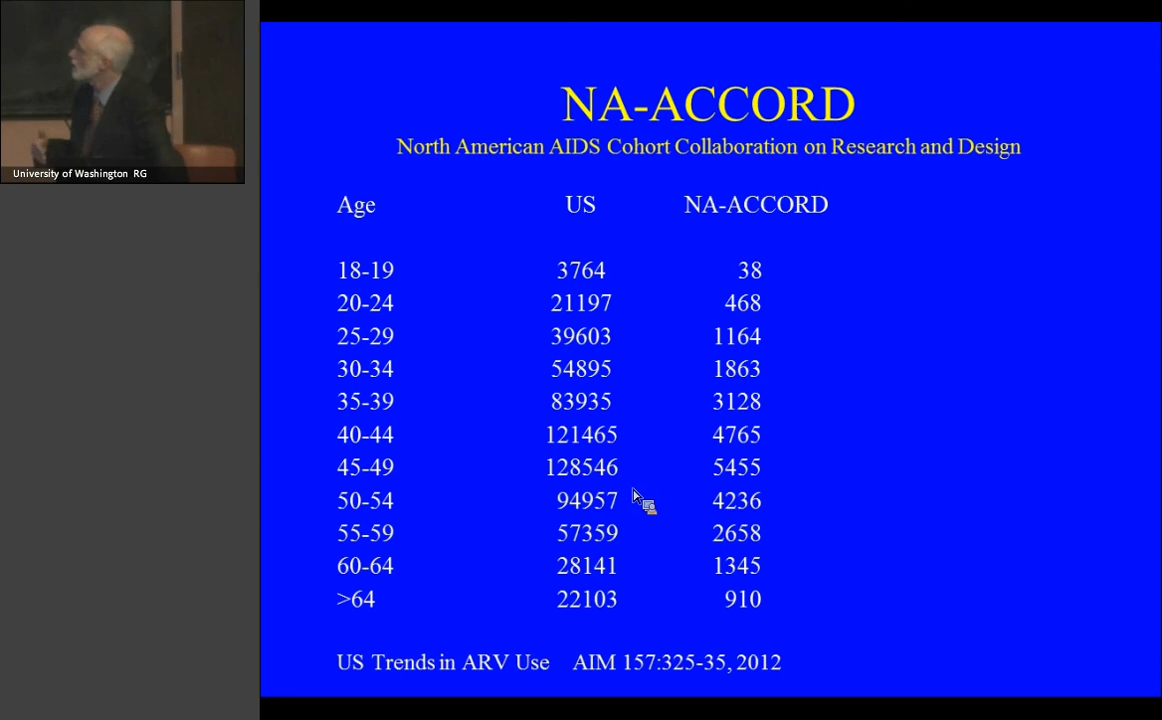 University of Washington RG
NA-ACCORD
North American AIDS Cohort Collaboration on Research and Design
Age US NA-ACCORD
18-19 3764 38
20-24 21197 468
25-29 39603 1164
30-34 54895 1863
35-39 83935 3128
40-44 121465 4765
45-49 128546 5455
50-54 94957 4236
55-59 57359 2658
60-64 28141 1345
>64 22103 910
US Trends in ARV Use AIM 157:325-35, 2012